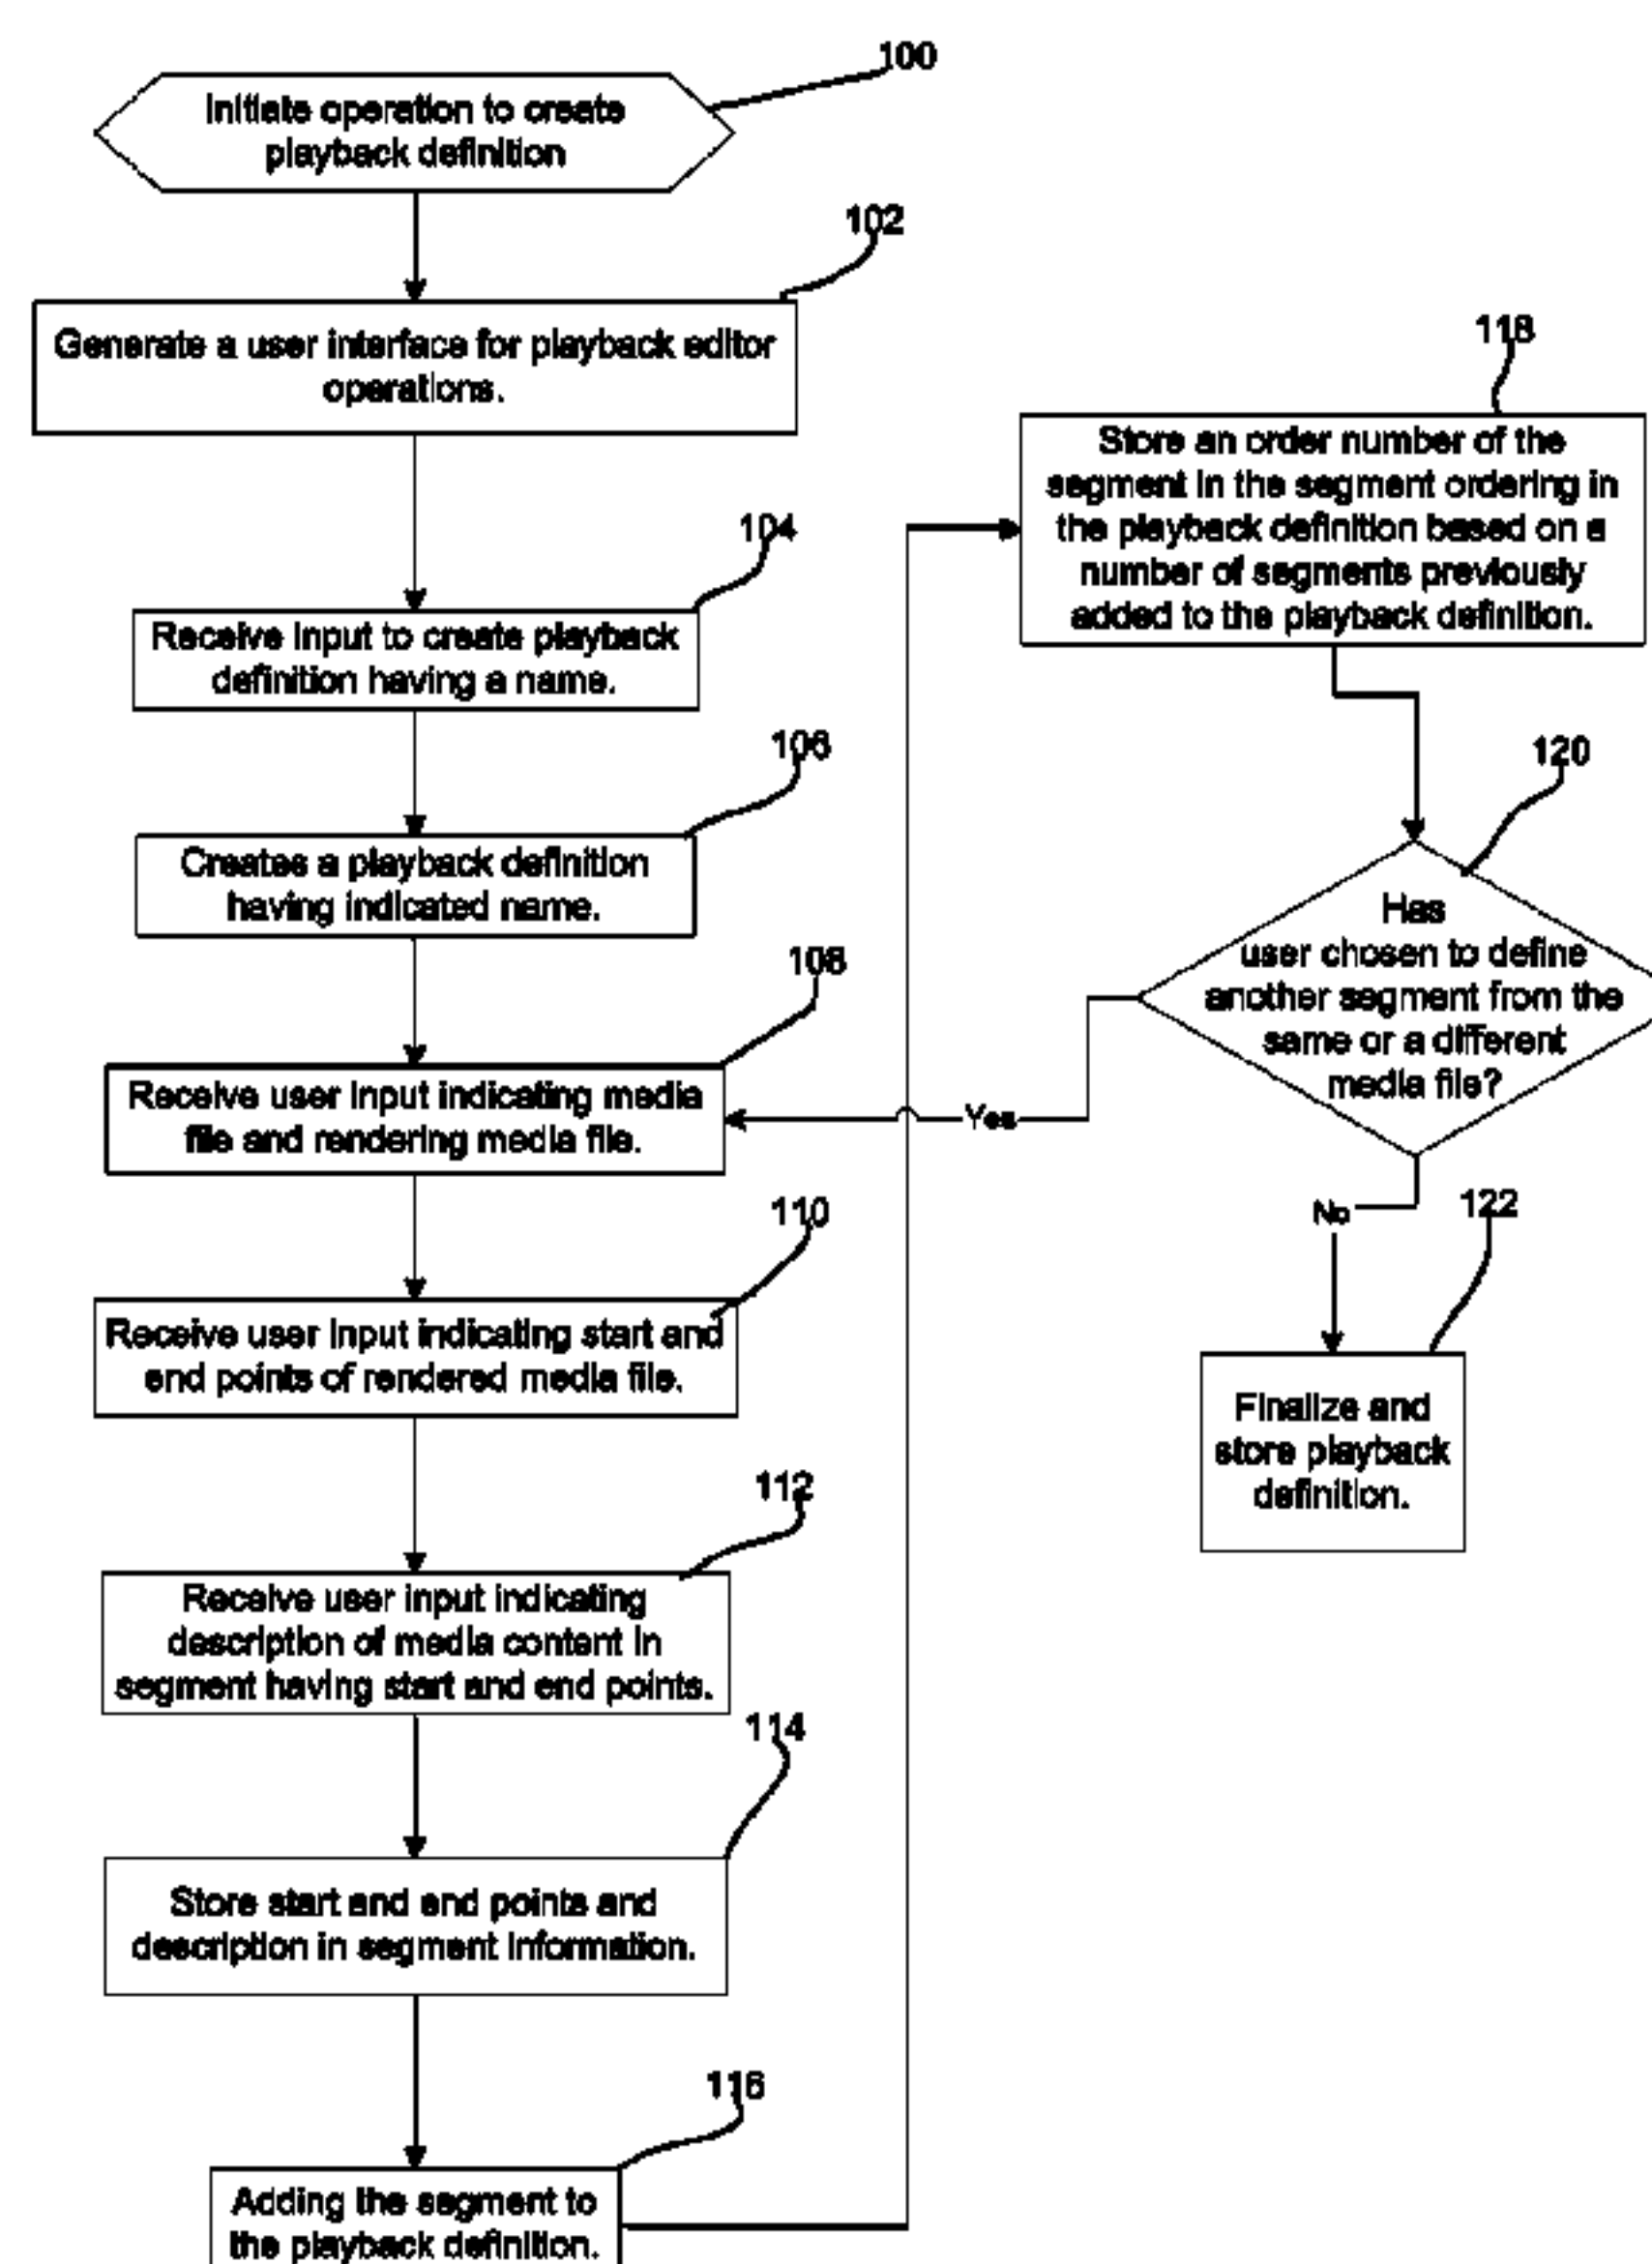 100
Initiate operation to create
playback definition
102
Generate a user interface for playback editor
operations.
104
Receive input to create playback
definition having a name.
106
Creates a playback definition
having indicated name.
108
Receive user input indicating media
file and rendering media file.
110
Receive user input indicating start and
end points of rendered media file.
112
Receive user input indicating
description of media content in
segment having start and end points.
114
Store start and end points and
description in segment information.
116
Adding the segment to
the playback definition.
118
Store an order number of the
segment in the segment ordering in
the playback definition based on a
number of segments previously
added to the playback definition.
120
Has
user chosen to define
another segment from the
same or a different
media file?
Yes
No
122
Finalize and
store playback
definition.